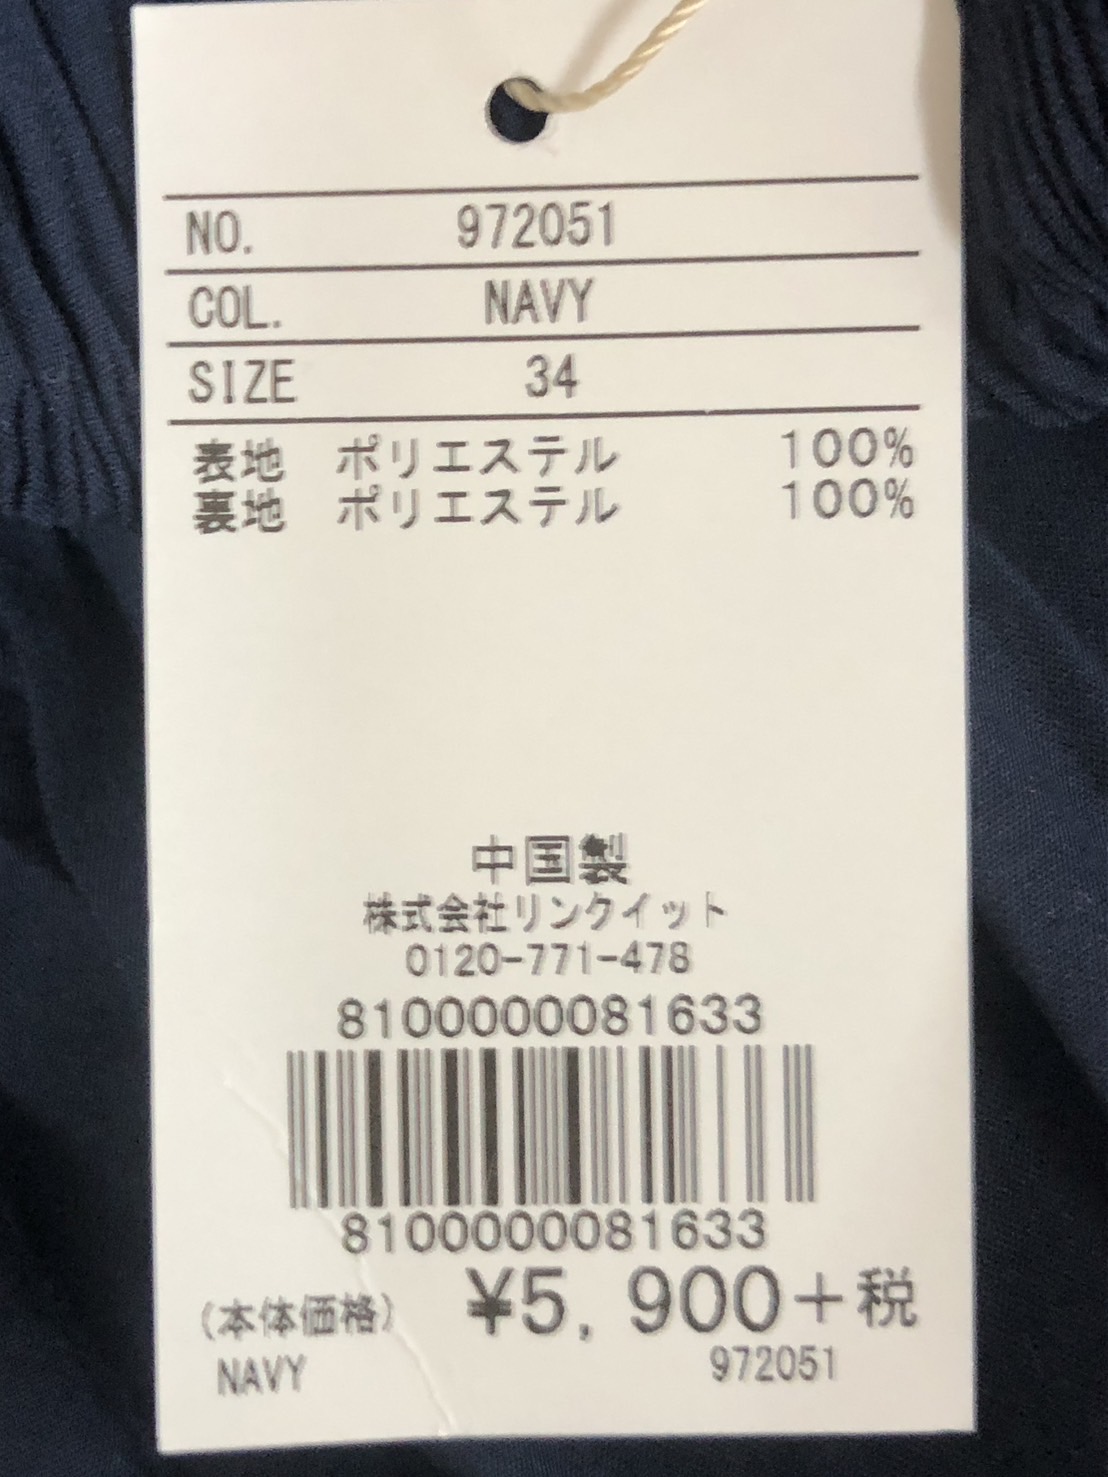 NO. 972051
COL. NAVY
SIZE 34
表地 ポリエステル 100%
裏地 ポリエステル 100%
中国製
株式会社リンクイット
0120-771-478
8100000081633
8100000081633
(本体価格) ¥5,900+税
NAVY 972051